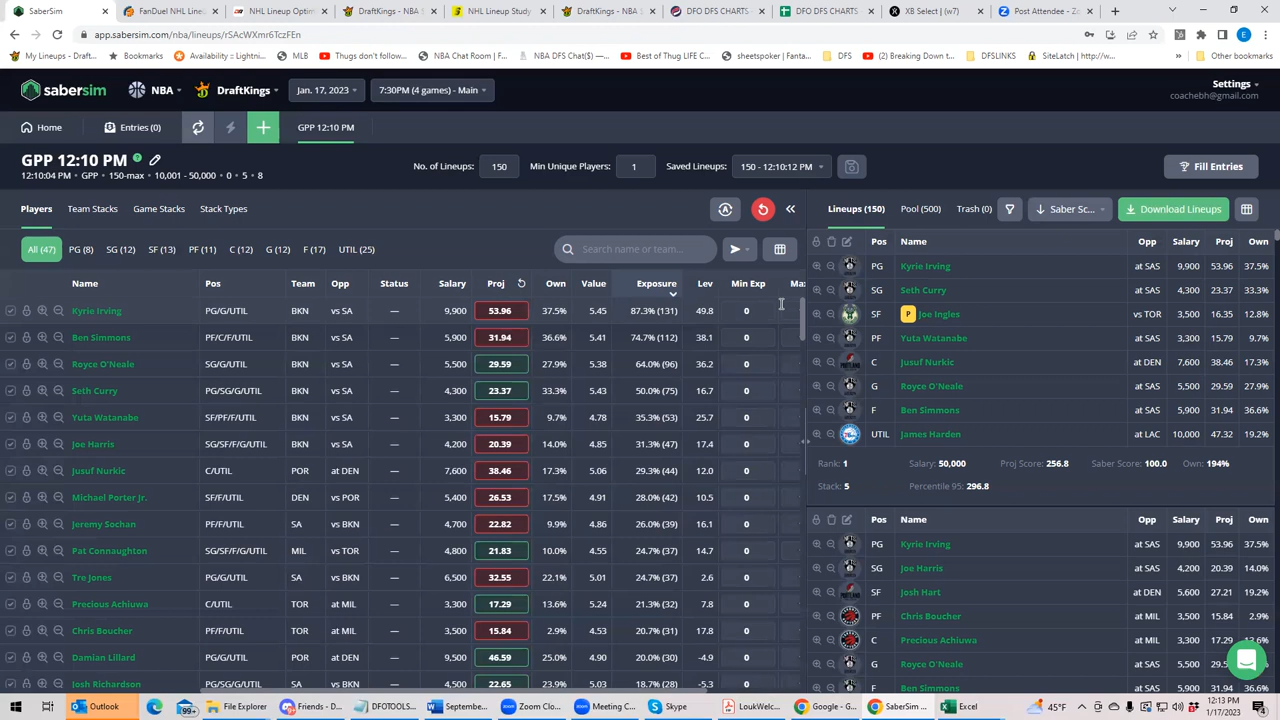 SaberSim
FanDuel NHL Line
NHL Lineup Optim
DraftKings
NHL Lineup Study
DraftKings
DFO DFS CHARTS
DFO DFS CHARTS
XB Select | (w7)
Post Attendee - Zo
app.sabersim.com/nba/lineups/rSAcWXmr6TczFEn
My Lineups - Draft... Bookmarks Availability = Lightni... MLB Thugs don't follow... NBA Chat Room | ... NBA DFS Chat($) —... Best of Thug LIFE C... sheetspoker | Fanta... DFS (2) Breaking Down t... DFSLINKS SiteLatch | http://w... Other bookmarks
sabersim NBA DraftKings Jan. 17, 2023 7:30PM (4 games) - Main Settings
coachebh@gmail.com
Home Entries (0) GPP 12:10 PM
GPP 12:10 PM
12:10:04 PM • GPP • 150-max • 10,001 - 50,000 • 0 • 5 • 8
No. of Lineups: 150 Min Unique Players: 1 Saved Lineups: 150 - 12:10:12 PM Fill Entries
Players Team Stacks Game Stacks Stack Types
Lineups (150) Pool (500) Trash (0) Saber Sc... Download Lineups
All (47) PG (8) SG (12) SF (13) PF (11) C (12) G (12) F (17) UTIL (25) Search name or team...
Name Pos Team Opp Status Salary Proj Own Value Exposure Lev Min Exp Max
Kyrie Irving PG/G/UTIL BKN vs SA — 9,900 53.96 37.5% 5.45 87.3% (131) 49.8 0
Ben Simmons PF/C/F/UTIL BKN vs SA — 5,900 31.94 36.6% 5.41 74.7% (112) 38.1 0
Royce O'Neale SG/G/UTIL BKN vs SA — 5,500 29.59 27.9% 5.38 64.0% (96) 36.2 0
Seth Curry PG/SG/G/UTIL BKN vs SA — 4,300 23.37 33.3% 5.43 50.0% (75) 16.7 0
Yuta Watanabe SF/PF/F/UTIL BKN vs SA — 3,300 15.79 9.7% 4.78 35.3% (53) 25.7 0
Joe Harris SG/SF/F/G/UTIL BKN vs SA — 4,200 20.39 14.0% 4.85 31.3% (47) 17.4 0
Jusuf Nurkic C/UTIL POR at DEN — 7,600 38.46 17.3% 5.06 29.3% (44) 12.0 0
Michael Porter Jr. SF/F/UTIL DEN vs POR — 5,400 26.53 17.5% 4.91 28.0% (42) 10.5 0
Jeremy Sochan PF/F/UTIL SA vs BKN — 4,700 22.82 9.9% 4.86 26.0% (39) 16.1 0
Pat Connaughton SG/SF/F/G/UTIL MIL vs TOR — 4,800 21.83 10.0% 4.55 24.7% (37) 14.7 0
Tre Jones PG/G/UTIL SA vs BKN — 6,500 32.55 22.1% 5.01 24.7% (37) 2.6 0
Precious Achiuwa C/UTIL TOR at MIL — 3,300 17.29 13.6% 5.24 21.3% (32) 7.8 0
Chris Boucher PF/F/UTIL TOR at MIL — 3,500 15.84 2.9% 4.53 20.7% (31) 17.8 0
Damian Lillard PG/G/UTIL POR at DEN — 9,500 46.59 25.0% 4.90 20.0% (30) -4.9 0
Josh Richardson PG/SG/G/UTIL SA vs BKN — 4,500 22.65 23.9% 5.03 18.7% (28) -5.3 0
Pos Name Opp Salary Proj Own
PG Kyrie Irving at SAS 9,900 53.96 37.5%
SG Seth Curry at SAS 4,300 23.37 33.3%
SF P Joe Ingles vs TOR 3,500 16.35 12.8%
PF Yuta Watanabe at SAS 3,300 15.79 9.7%
C Jusuf Nurkic at DEN 7,600 38.46 17.3%
G Royce O'Neale at SAS 5,500 29.59 27.9%
F Ben Simmons at SAS 5,900 31.94 36.6%
UTIL James Harden at LAC 10,000 47.32 19.2%
Rank: 1 Salary: 50,000 Proj Score: 256.8 Saber Score: 100.0 Own: 194%
Stack: 5 Percentile 95: 296.8
Pos Name Opp Salary Proj Own
PG Kyrie Irving at SAS 9,900 53.96 37.5%
SG Joe Harris at SAS 4,200 20.39 14.0%
SF Josh Hart at DEN 5,600 27.21 19.2%
PF Chris Boucher at MIL 3,500 15.84 2.9%
C Precious Achiuwa at MIL 3,300 17.29
G Royce O'Neale at SAS 5,500
F Ben Simmons at SAS 5,900 31.94 36.6%
Outlook 99+ File Explorer Friends - D... DFOTOOLS... Septembe... Zoom Clo... Meeting C... Skype LoukWelc... Google - ... SaberSim ... Excel 45°F 12:13 PM
1/17/2023